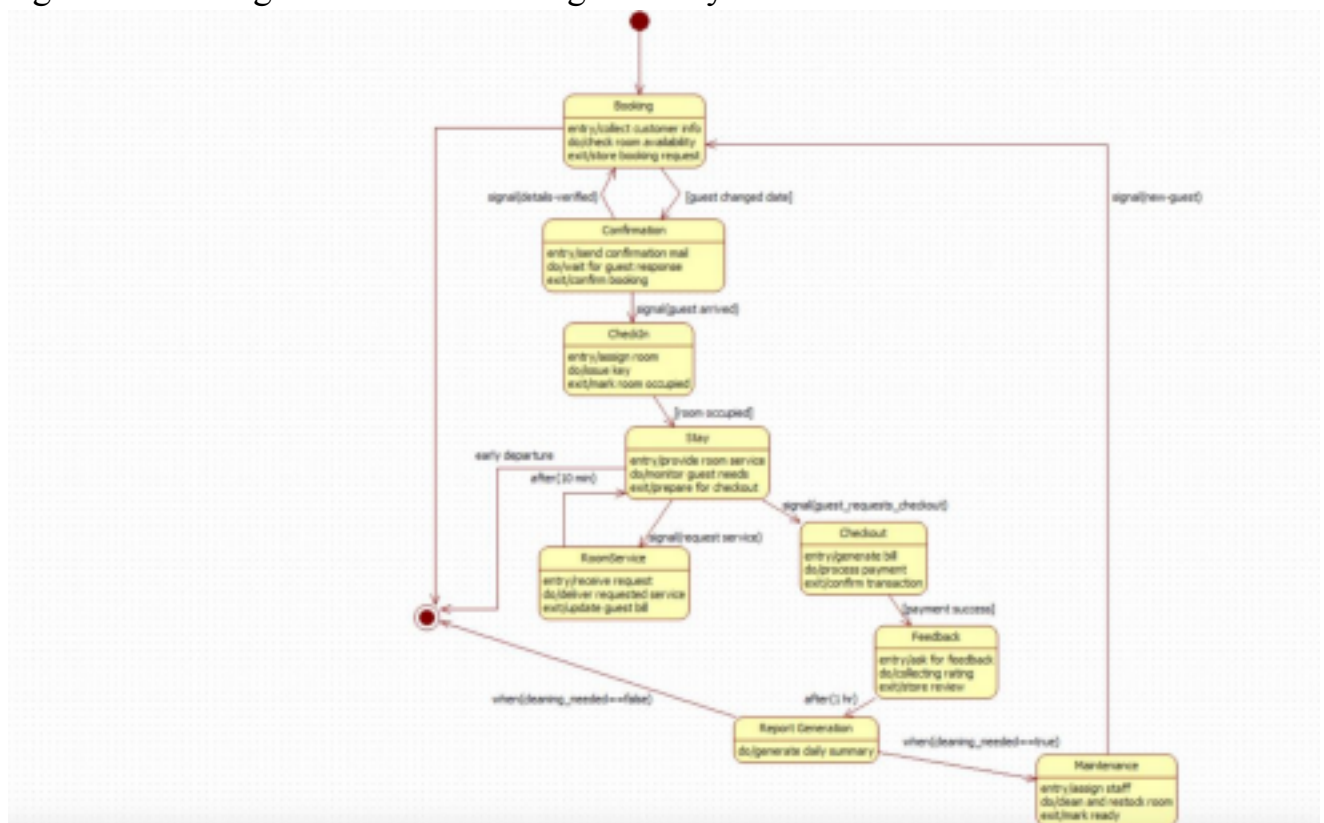 Booking
entry/collect customer info
do/check room availability
exit/store booking request
signal(details-verified)
[guest changed date]
signal(new-guest)
Confirmation
entry/send confirmation mail
do/wait for guest response
exit/confirm booking
signal(guest arrived)
CheckIn
entry/assign room
do/issue key
exit/mark room occupied
[room occupied]
Stay
entry/provide room service
do/monitor guest needs
exit/prepare for checkout
early departure
after(10 min)
signal(request service)
signal(guest_requests_checkout)
RoomService
entry/receive request
do/deliver requested service
exit/update guest bill
Checkout
entry/generate bill
do/process payment
exit/confirm transaction
[payment success]
Feedback
entry/ask for feedback
do/collecting rating
exit/store review
after(1 hr)
when(cleaning_needed==false)
Report Generation
do/generate daily summary
when(cleaning_needed==true)
Maintenance
entry/assign staff
do/clean and restock room
exit/mark ready